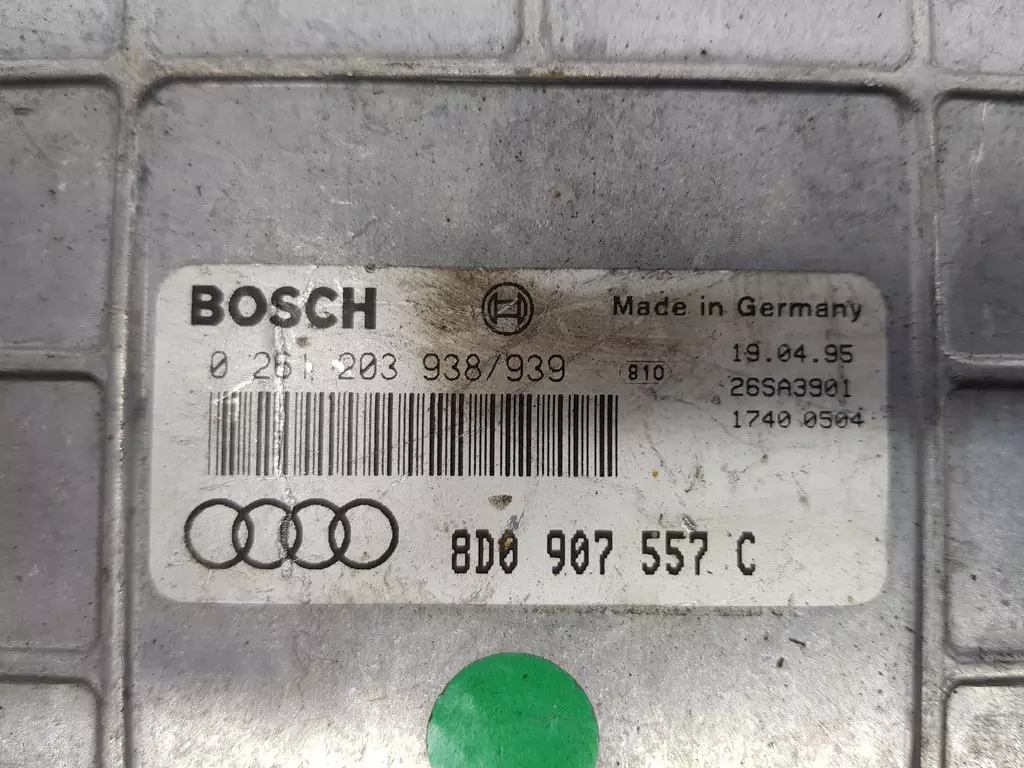 BOSCH Made in Germany
0 261 203 938/939 810 19.04.95
26SA3901
1740 0504
8D0 907 557 C